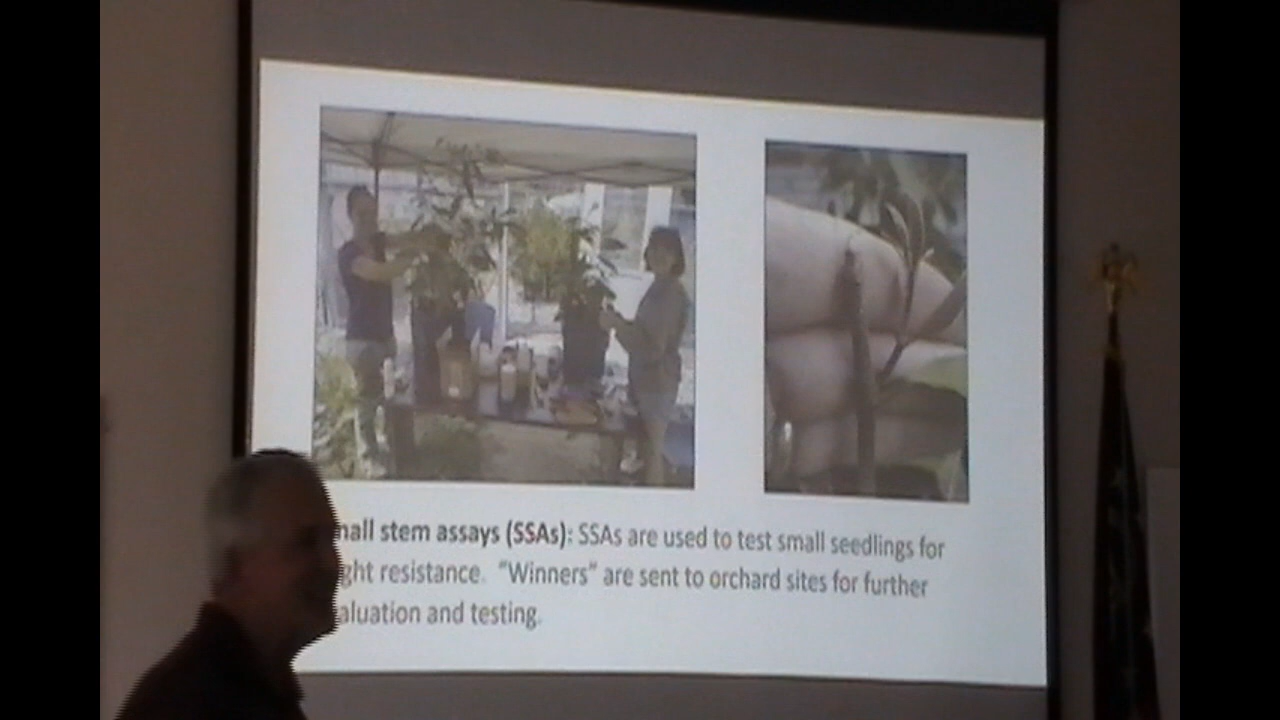 mall stem assays (SSAs): SSAs are used to test small seedlings for
ght resistance. "Winners" are sent to orchard sites for further
aluation and testing.